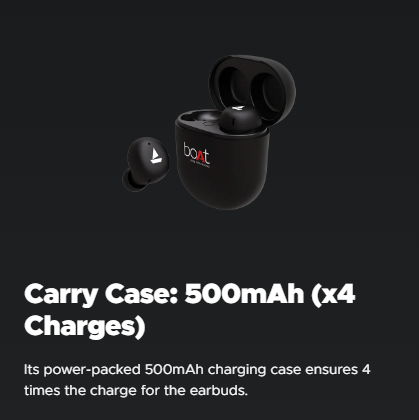 boAt
Carry Case: 500mAh (x4
Charges)
Its power-packed 500mAh charging case ensures 4
times the charge for the earbuds.